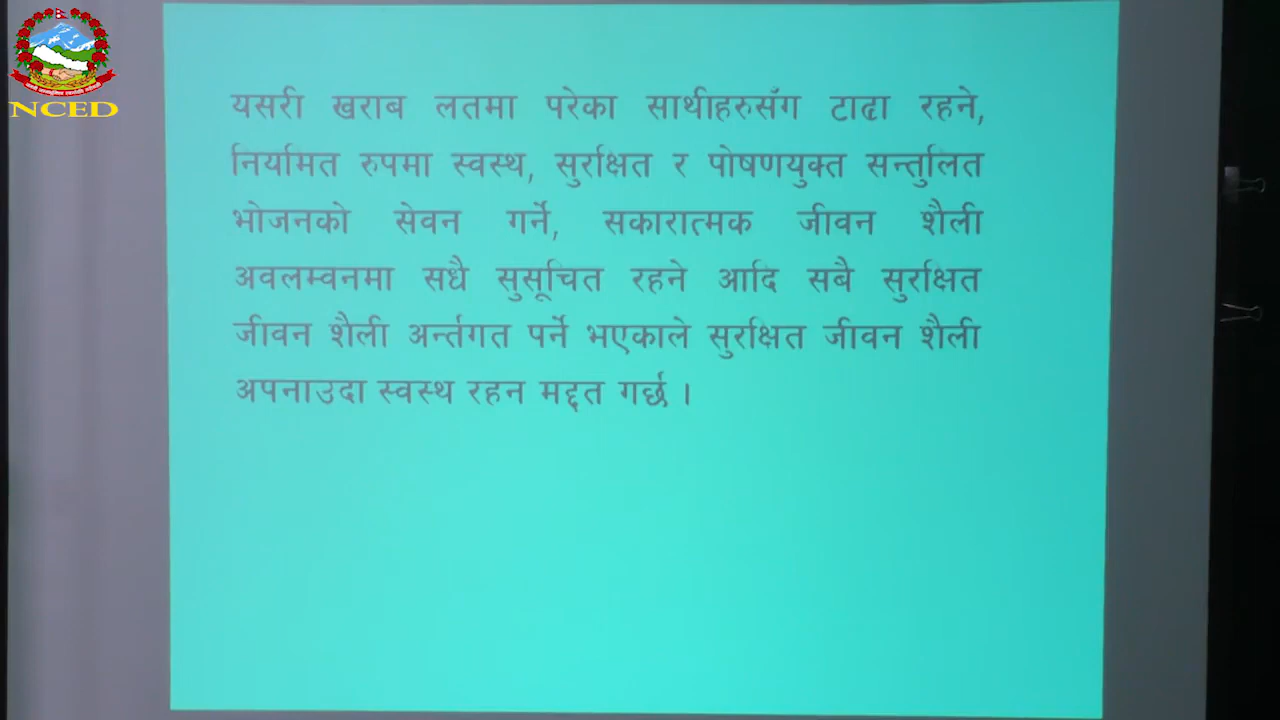 NCED
यसरी खराब लतमा परेका साथीहरुसँग टाढा रहने,
नियमित रुपमा स्वस्थ, सुरक्षित र पोषणयुक्त सन्तुलित
भोजनको सेवन गर्ने, सकारात्मक जीवन शैली
अवलम्वनमा सधै सुसूचित रहने आदि सबै सुरक्षित
जीवन शैली अर्न्तगत पर्ने भएकाले सुरक्षित जीवन शैली
अपनाउदा स्वस्थ रहन मद्दत गर्छ ।